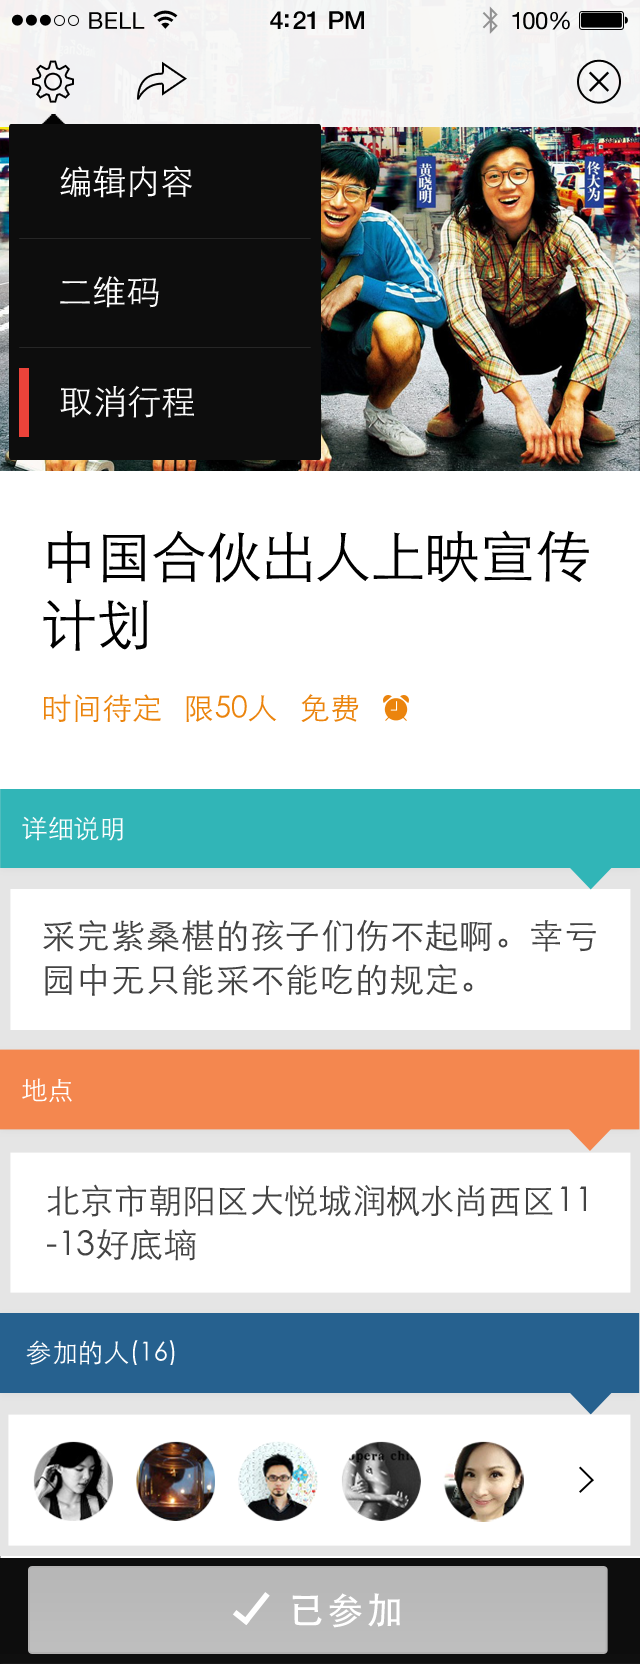 BELL 4:21 PM 100%
编辑内容
二维码
取消行程
黄晓明
佟大为
中国合伙出人上映宣传
计划
时间待定 限50人 免费
详细说明
采完紫桑椹的孩子们伤不起啊。幸亏
园中无只能采不能吃的规定。
地点
北京市朝阳区大悦城润枫水尚西区11
-13好底墒
参加的人(16)
opera chi
已参加